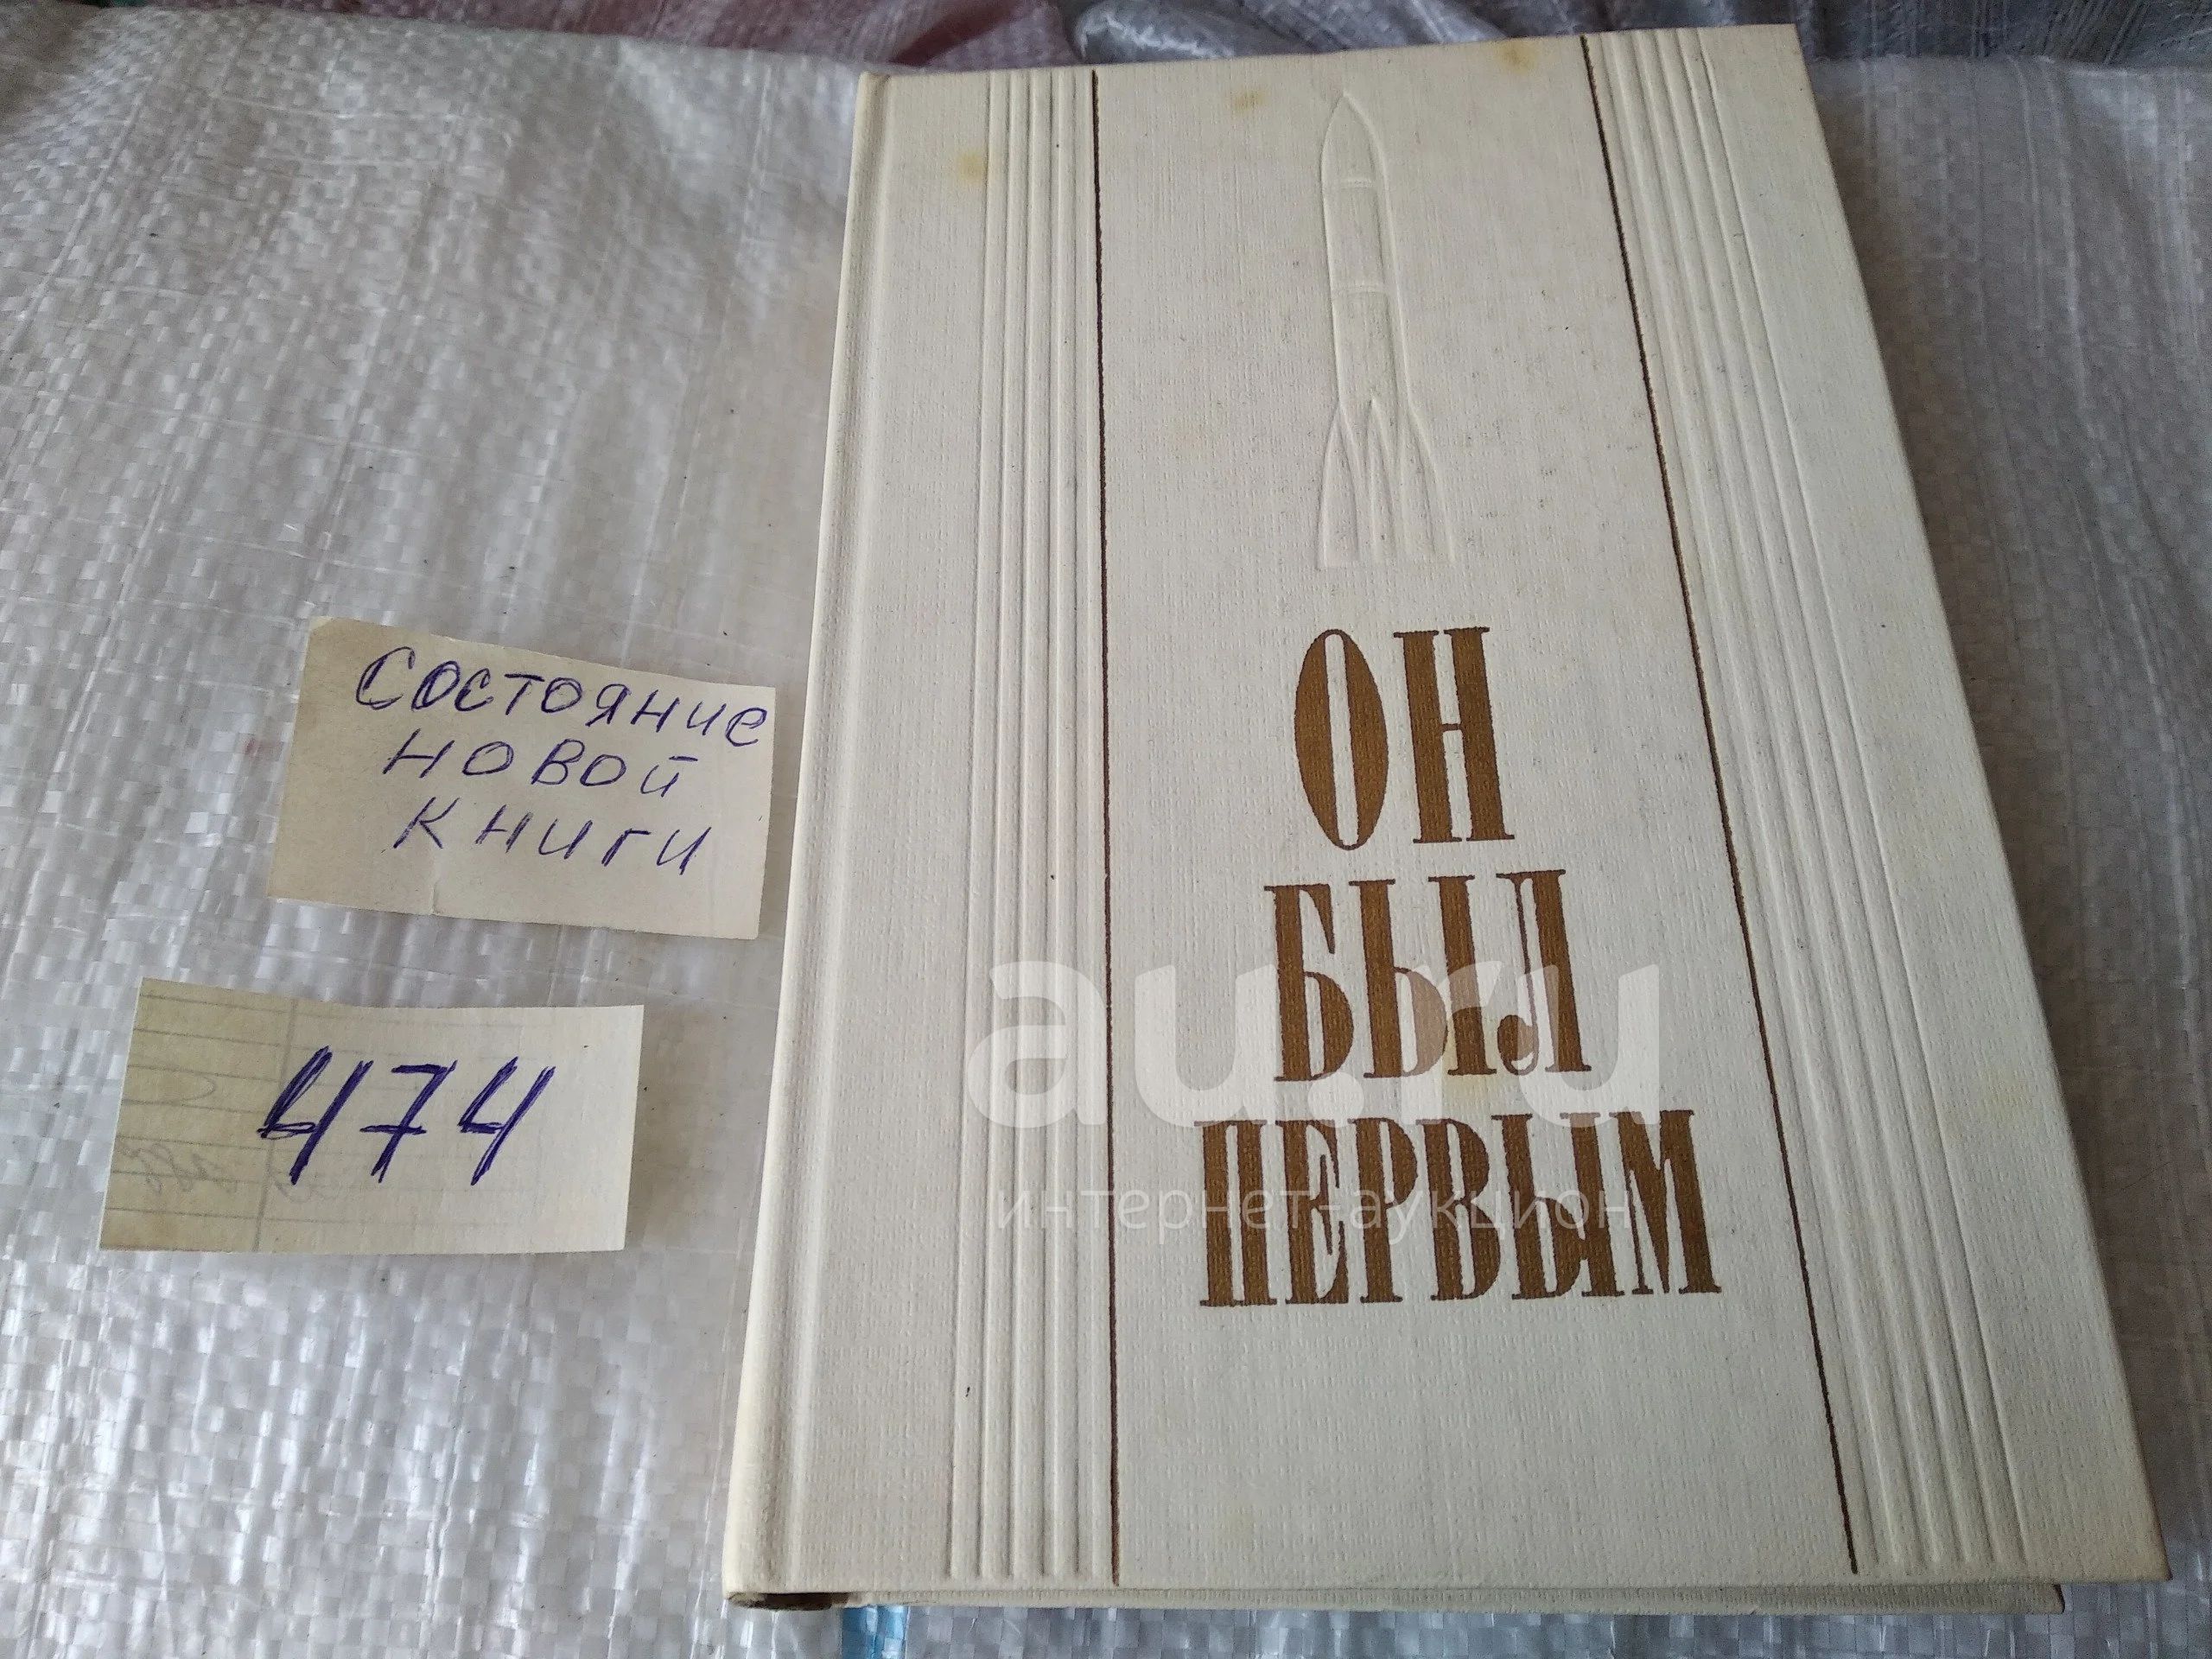 ОН
БЫЛ
ПЕРВЫМ
Состояние
новой
книги
474
au.ru
интернет-аукцион